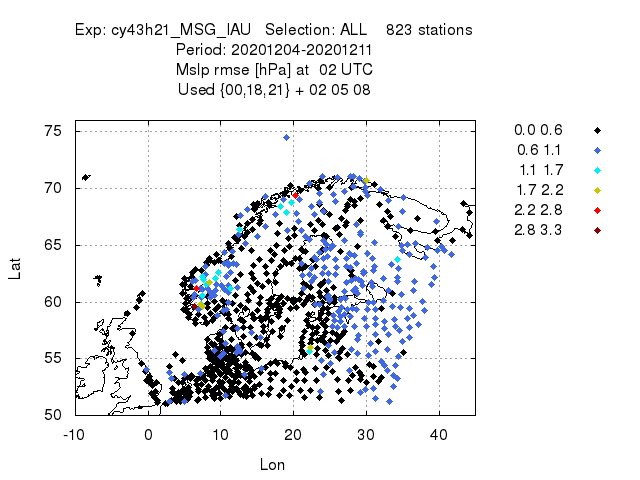 Exp: cy43h21_MSG_IAU Selection: ALL 823 stations
Period: 20201204-20201211
Mslp rmse [hPa] at 02 UTC
Used {00,18,21} + 02 05 08
75
70
65
60
55
50
-10 0 10 20 30 40
Lat
Lon
0.0 0.6
0.6 1.1
1.1 1.7
1.7 2.2
2.2 2.8
2.8 3.3